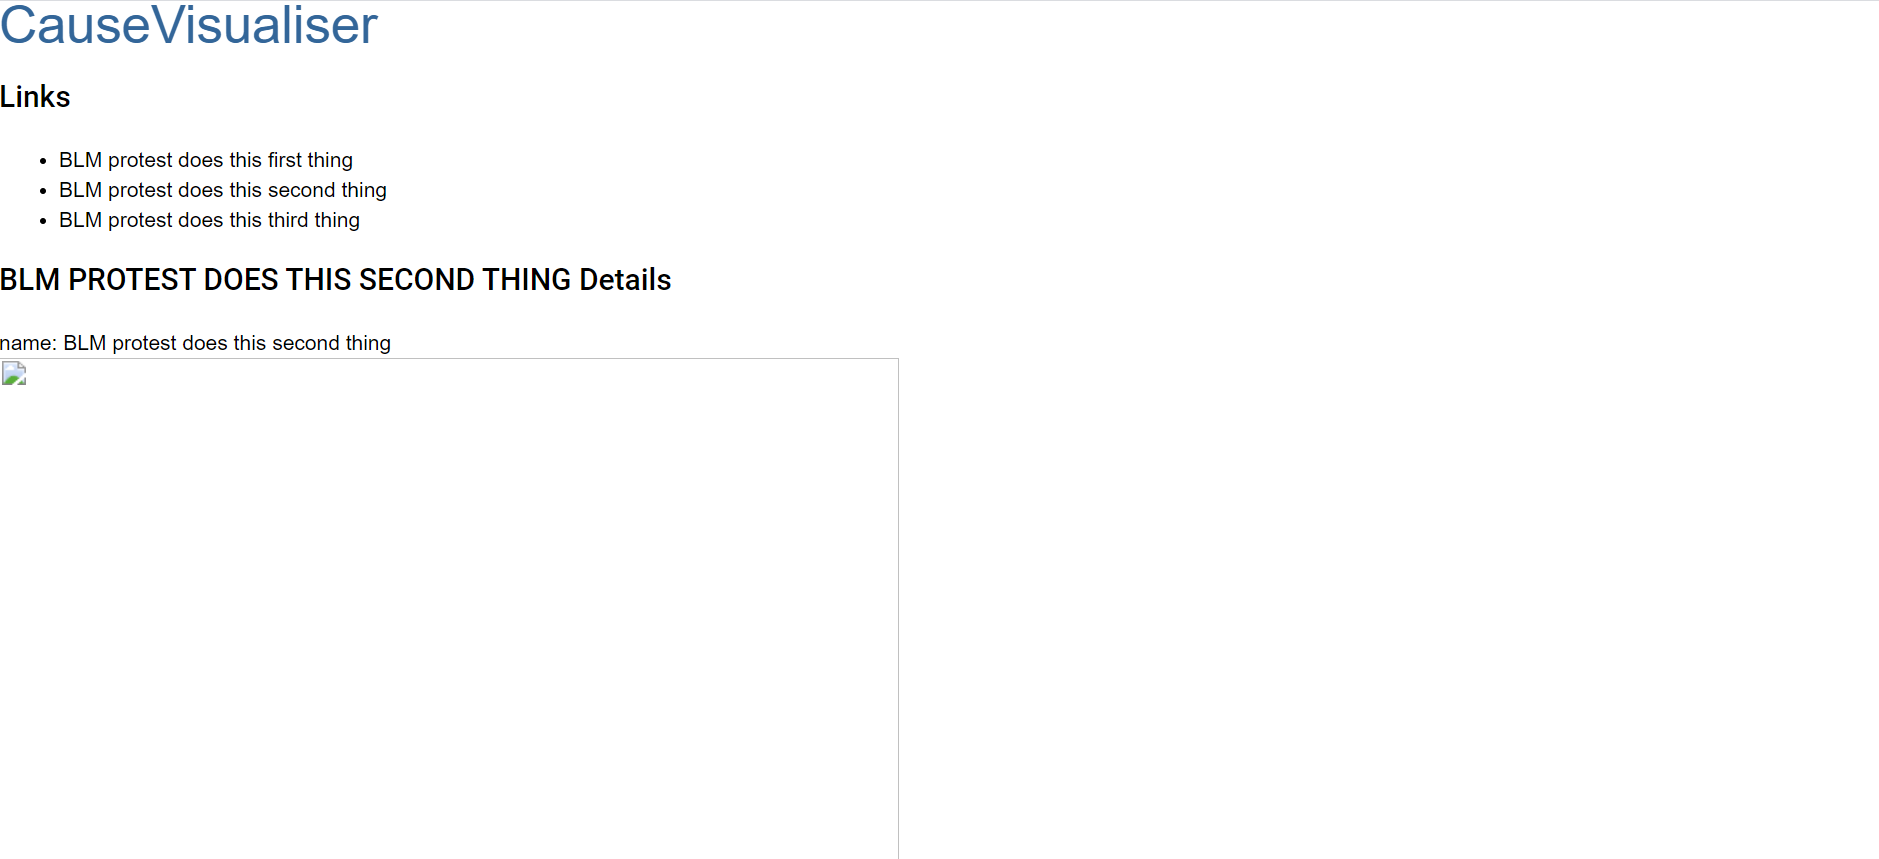 CauseVisualiser
Links
BLM protest does this first thing
BLM protest does this second thing
BLM protest does this third thing
BLM PROTEST DOES THIS SECOND THING Details
name: BLM protest does this second thing